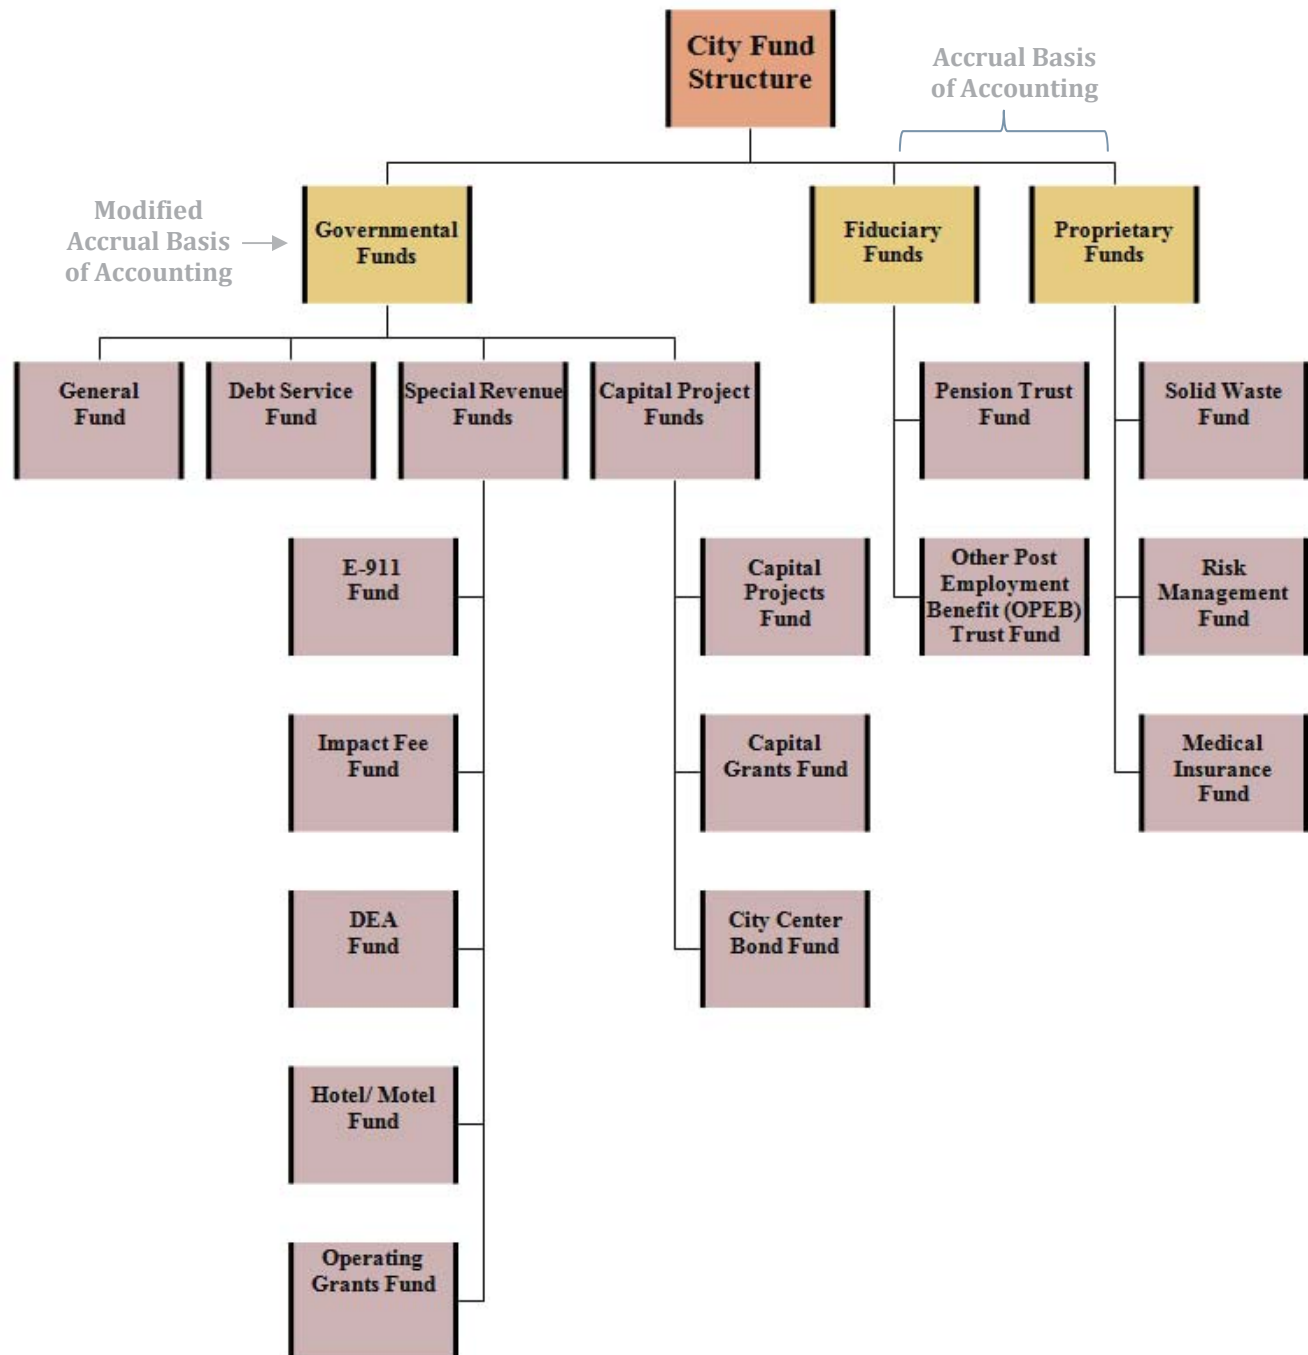 City Fund
Structure
Accrual Basis
of Accounting
Modified
Accrual Basis
of Accounting
Governmental
Funds
Fiduciary
Funds
Proprietary
Funds
General
Fund
Debt Service
Fund
Special Revenue
Funds
Capital Project
Funds
Pension Trust
Fund
Solid Waste
Fund
E-911
Fund
Capital
Projects
Fund
Other Post
Employment
Benefit (OPEB)
Trust Fund
Risk
Management
Fund
Impact Fee
Fund
Capital
Grants Fund
Medical
Insurance
Fund
DEA
Fund
City Center
Bond Fund
Hotel/ Motel
Fund
Operating
Grants Fund